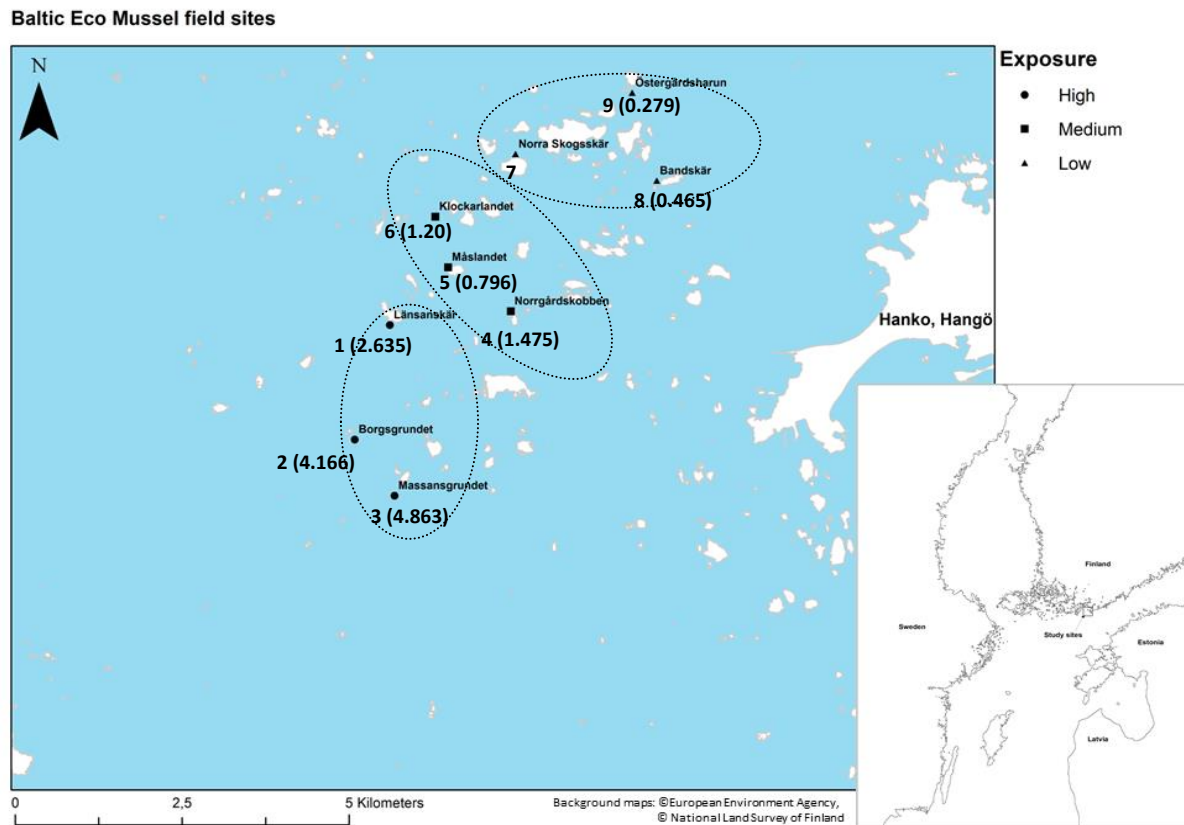 Baltic Eco Mussel field sites
N
Exposure
High
Medium
Low
Östergårdsharun
9 (0.279)
Norra Skogsskär
7
Bandskär
8 (0.465)
Klockarlandet
6 (1.20)
Måslandet
5 (0.796)
Norrgårdskobben
4 (1.475)
Länsanskär
1 (2.635)
Hanko, Hangö
Borgsgrundet
2 (4.166)
Massansgrundet
3 (4.863)
Finland
Sweden
Study sites
Estonia
Latvia
0 2,5 5 Kilometers
Background maps: ©European Environment Agency,
© National Land Survey of Finland